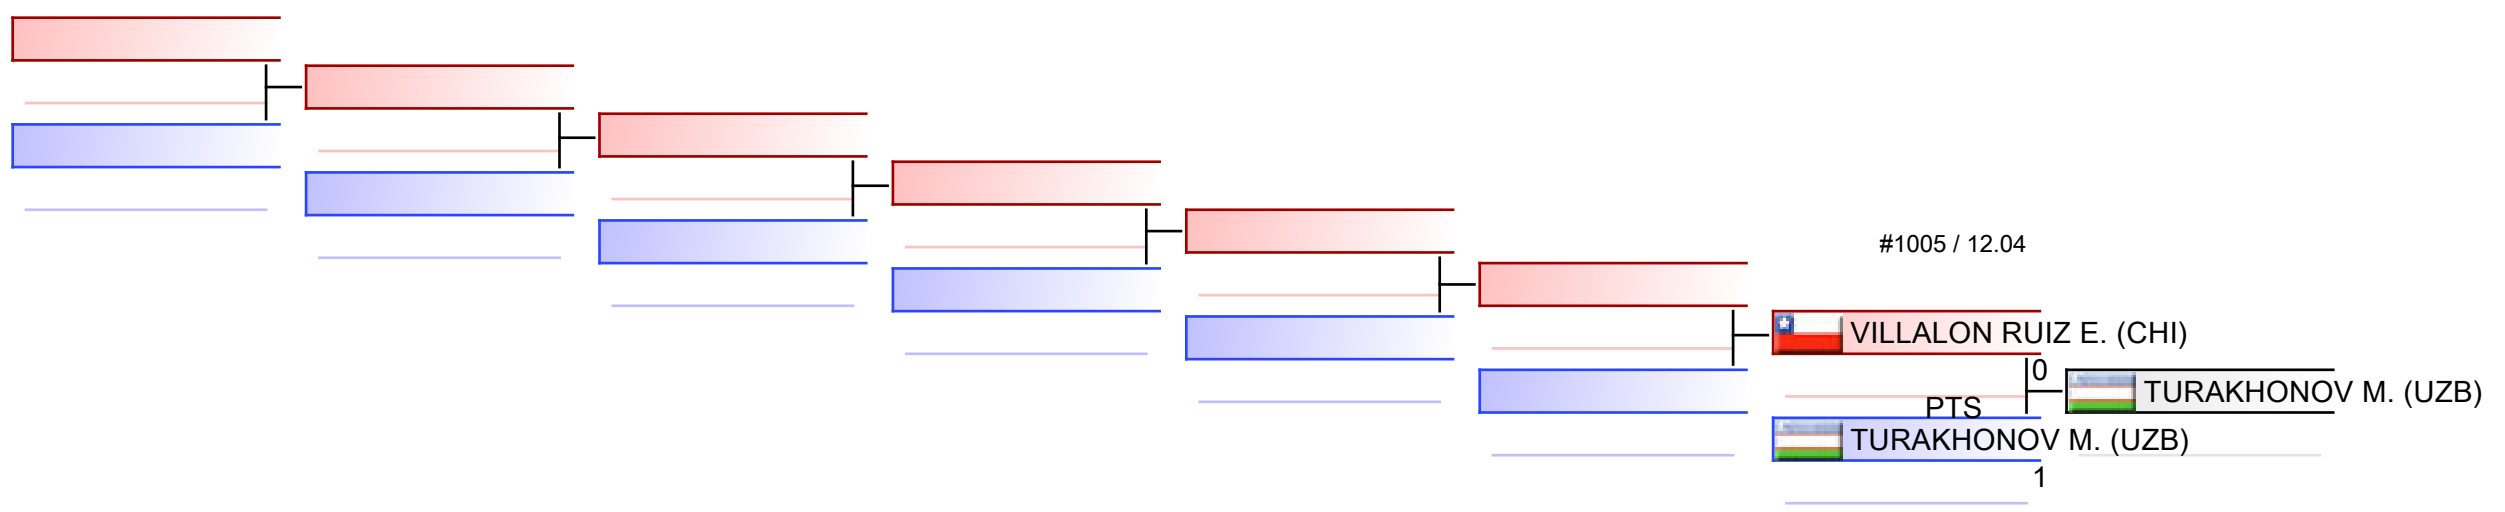 #1005 / 12.04
VILLALON RUIZ E. (CHI)
0
TURAKHONOV M. (UZB)
PTS
TURAKHONOV M. (UZB)
1